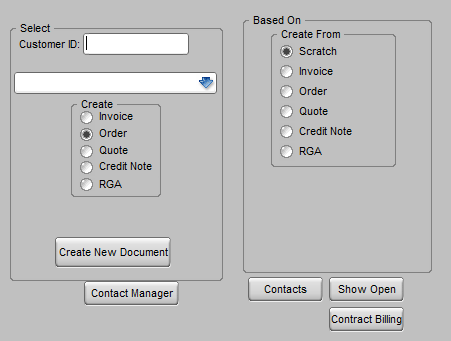 Select
Customer ID:
Create
Invoice
Order
Quote
Credit Note
RGA
Create New Document
Contact Manager
Based On
Create From
Scratch
Invoice
Order
Quote
Credit Note
RGA
Contacts
Show Open
Contract Billing